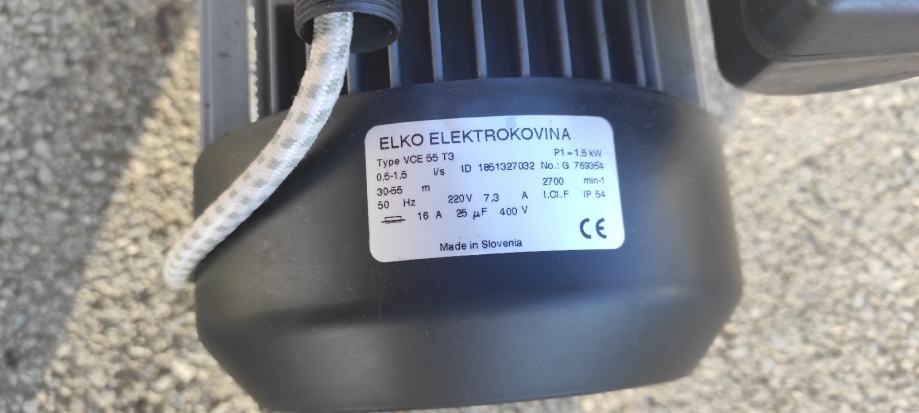 ELKO ELEKTROKOVINA
Type VCE 55 T3 P1 = 1,5 kW
0,5-1,5 l/s ID 1851327032 No.: G 769354
30-55 m 2700 min-1
50 Hz 220V 7,3 A I.Cl.F IP 54
16 A 25 µF 400 V
CE
Made in Slovenia